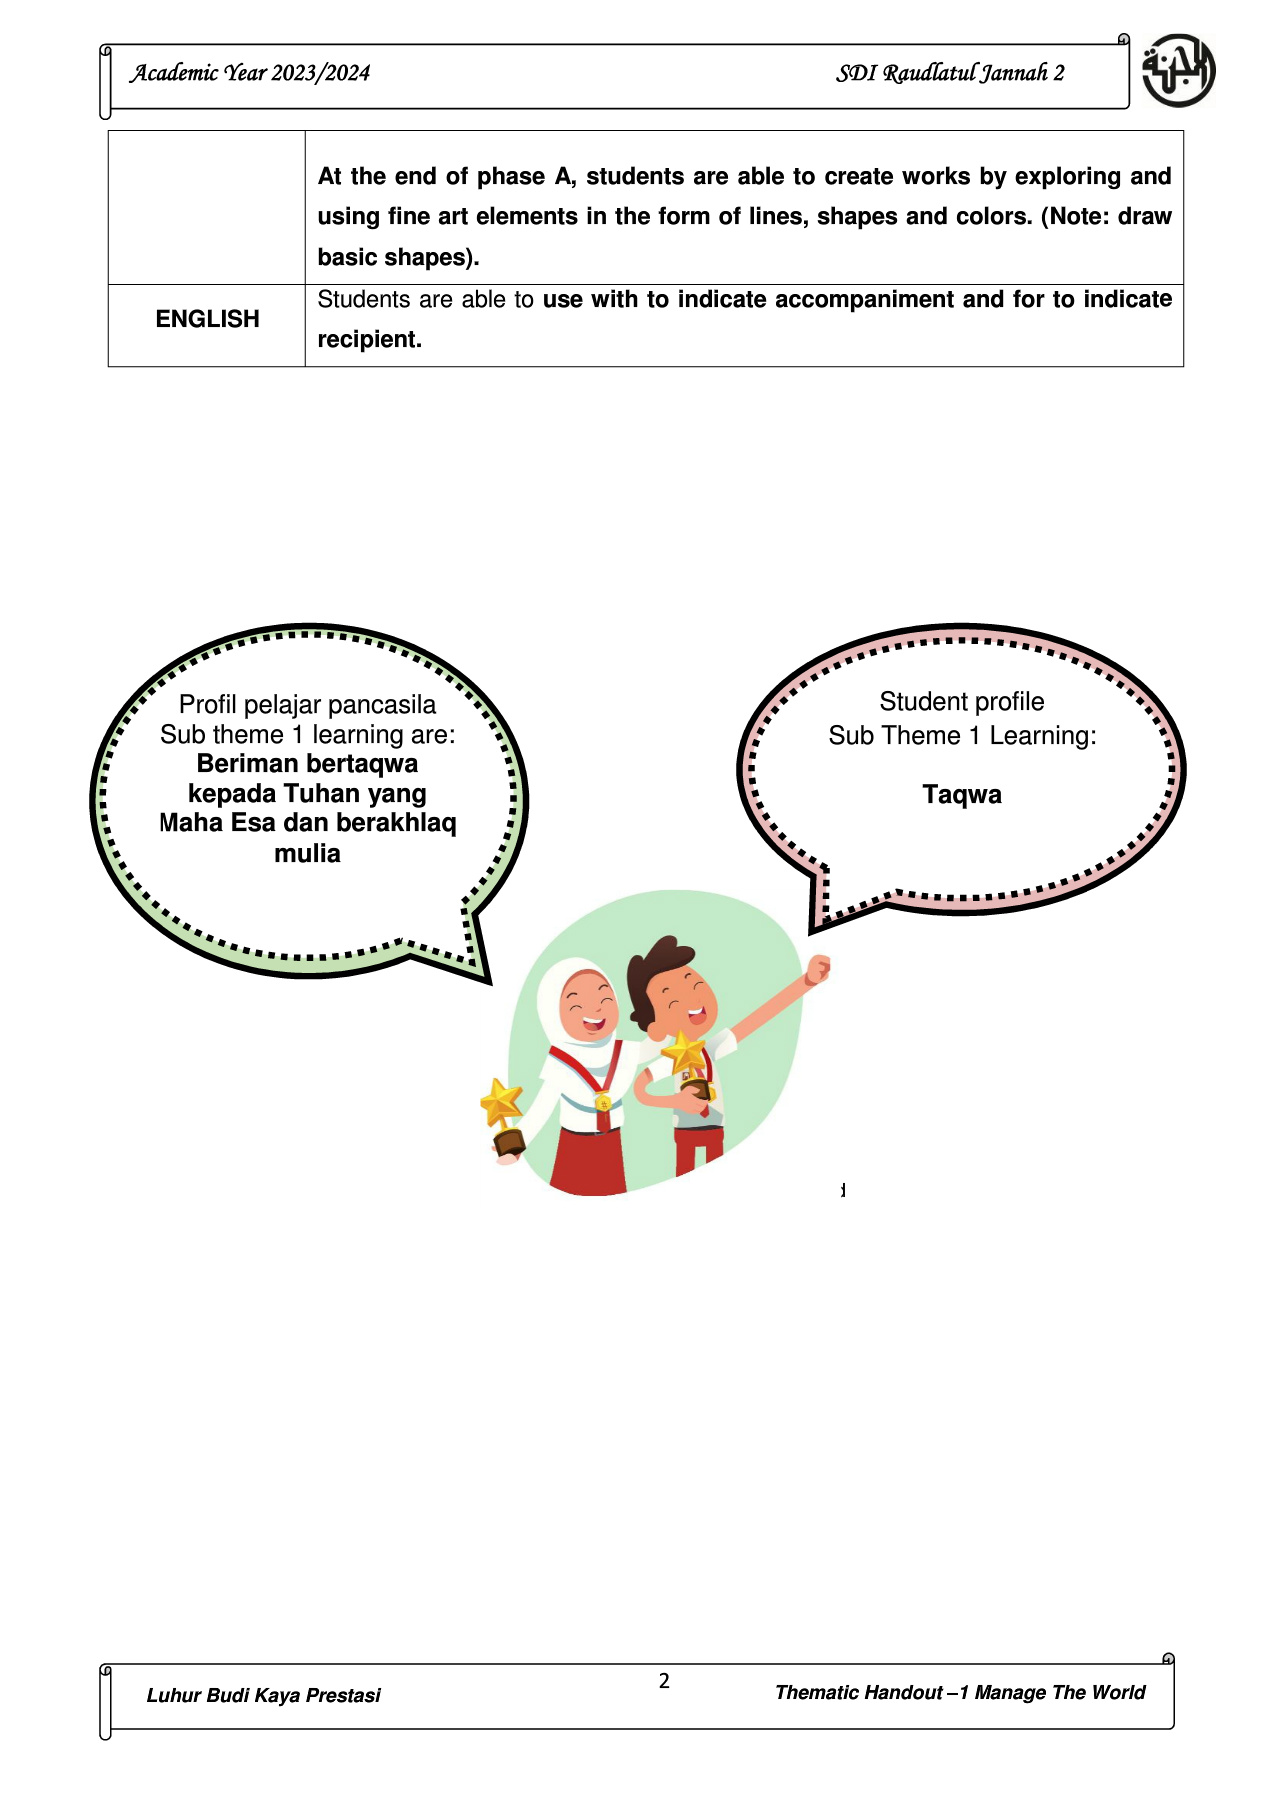 Academic Year 2023/2024
SDI Raudlatul Jannah 2
At the end of phase A, students are able to create works by exploring and
using fine art elements in the form of lines, shapes and colors. (Note: draw
basic shapes).
ENGLISH
Students are able to use with to indicate accompaniment and for to indicate
recipient.
Profil pelajar pancasila
Sub theme 1 learning are:
Beriman bertaqwa
kepada Tuhan yang
Maha Esa dan berakhlaq
mulia
Student profile
Sub Theme 1 Learning:
Taqwa
2
Luhur Budi Kaya Prestasi
Thematic Handout –1 Manage The World